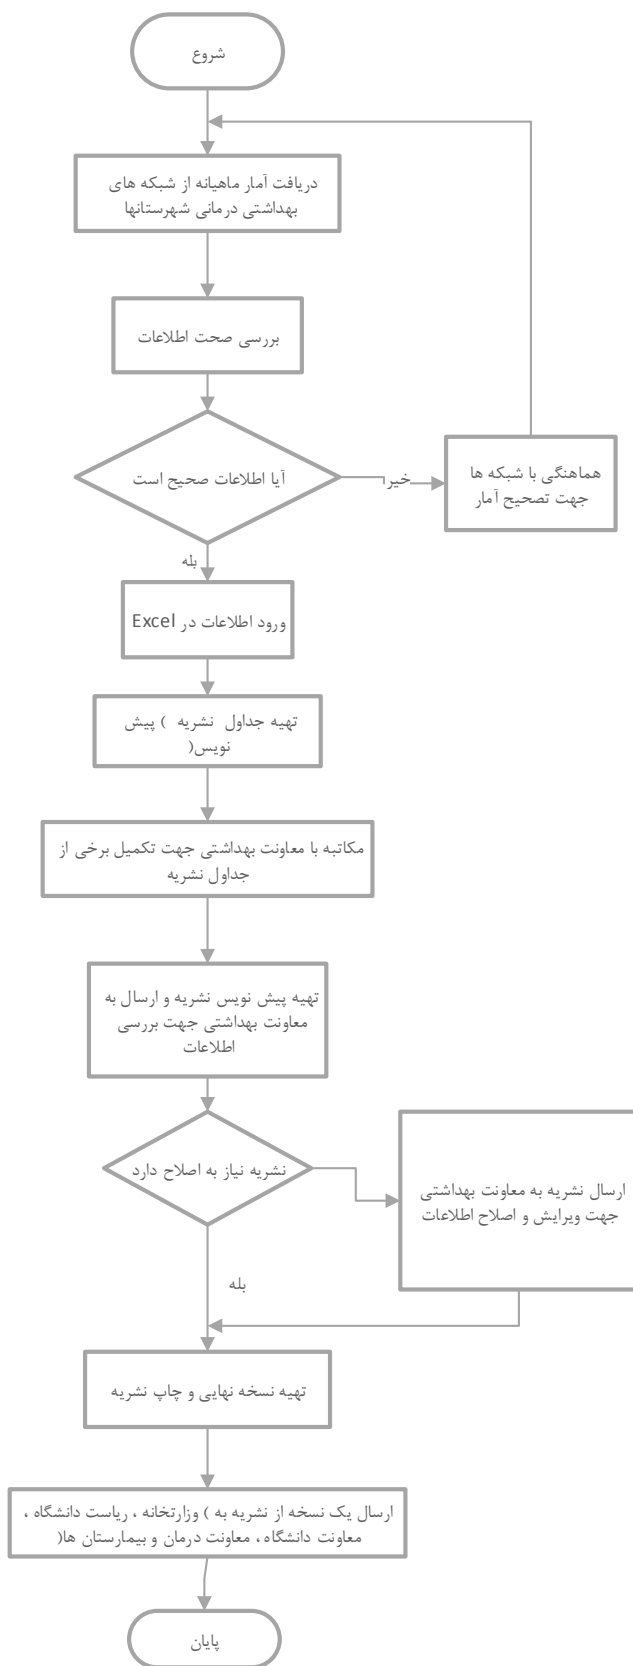 شروع
دریافت آمار ماهیانه از شبکه های
بهداشتی درمانی شهرستانها
بررسی صحت اطلاعات
آیا اطلاعات صحیح است
خیر
هماهنگی با شبکه ها
جهت تصحیح آمار
بله
ورود اطلاعات در Excel
تهیه جداول نشریه ) پیش
نویس(
مکاتبه با معاونت بهداشتی جهت تکمیل برخی از
جداول نشریه
تهیه پیش نویس نشریه و ارسال به
معاونت بهداشتی جهت بررسی
اطلاعات
نشریه نیاز به اصلاح دارد
ارسال نشریه به معاونت بهداشتی
جهت ویرایش و اصلاح اطلاعات
بله
تهیه نسخه نهایی و چاپ نشریه
ارسال یک نسخه از نشریه به ) وزارتخانه ، ریاست دانشگاه ،
معاونت دانشگاه ، معاونت درمان و بیمارستان ها(
پایان